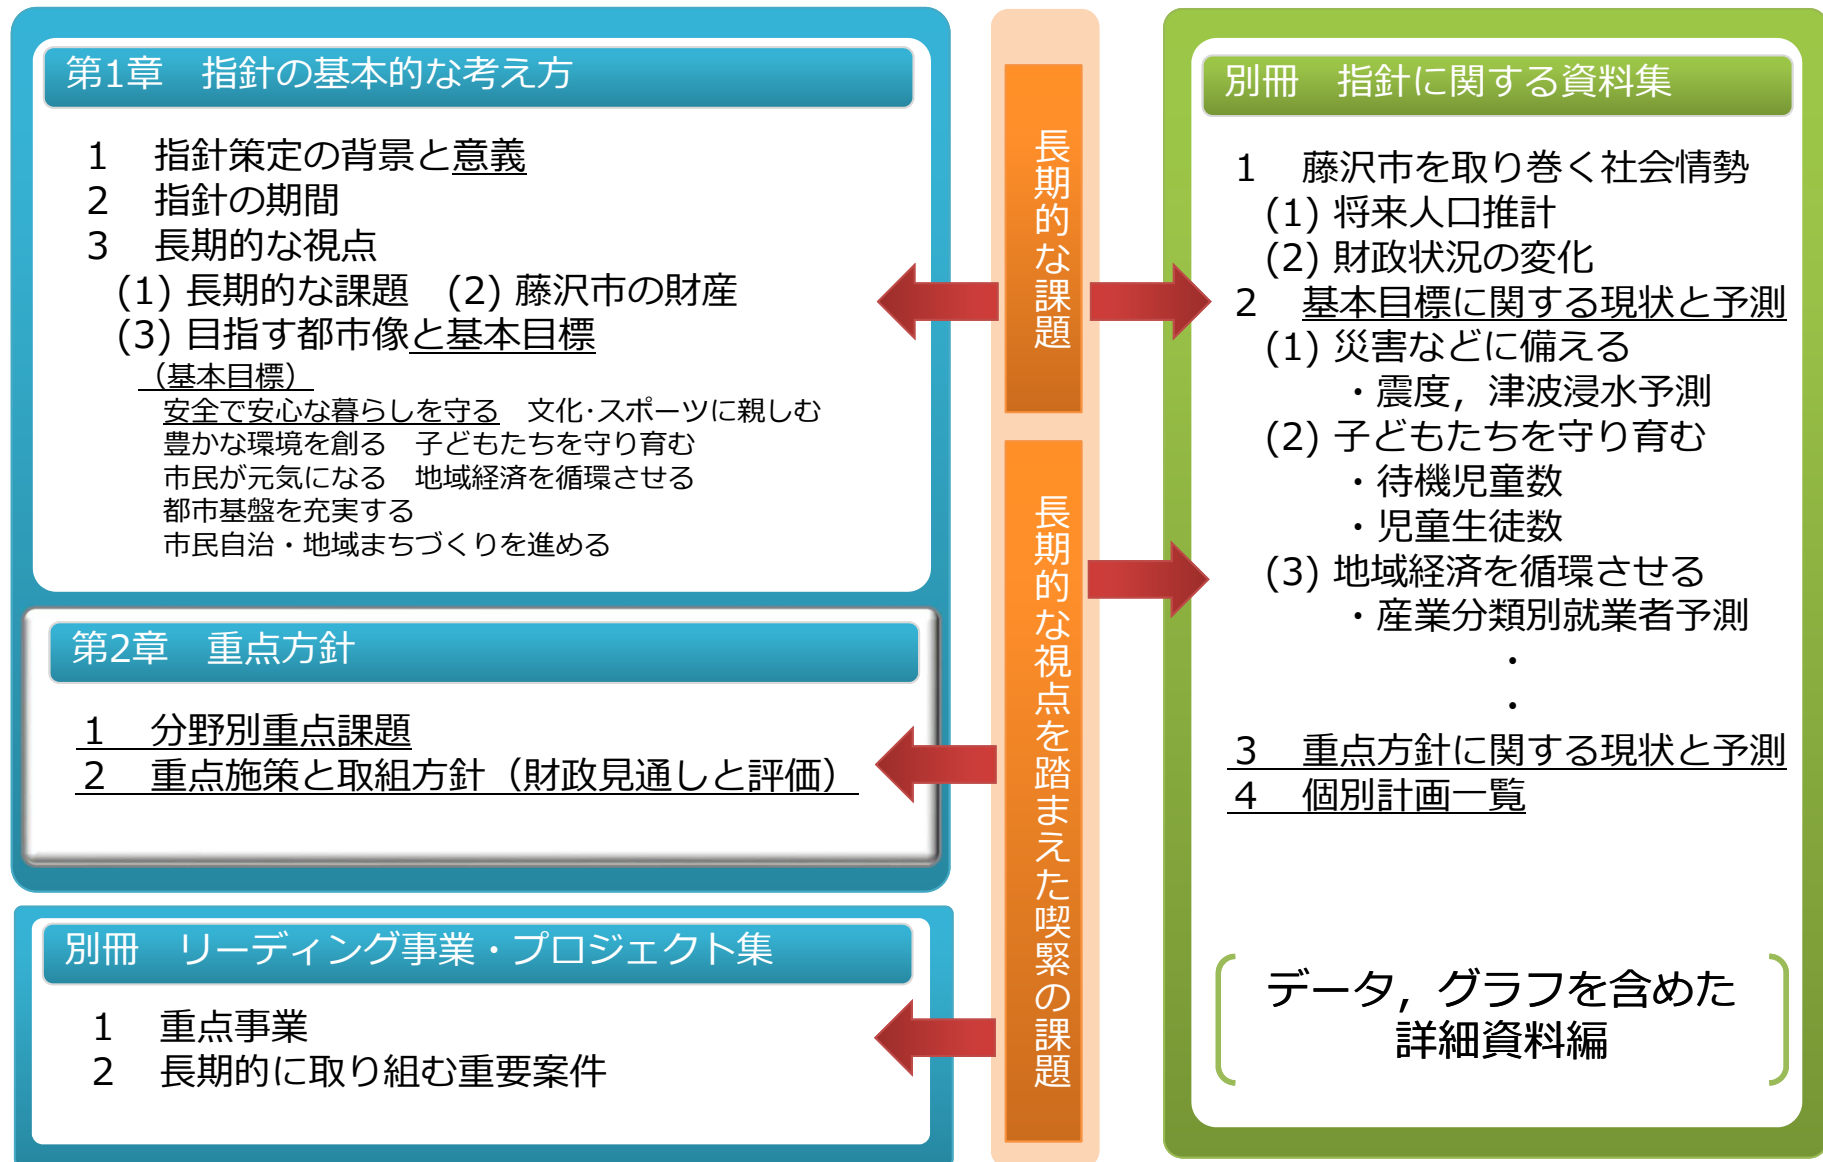 第1章　指針の基本的な考え方
1　指針策定の背景と意義
2　指針の期間
3　長期的な視点
(1) 長期的な課題　(2) 藤沢市の財産
(3) 目指す都市像と基本目標
（基本目標）
安全で安心な暮らしを守る　文化・スポーツに親しむ
豊かな環境を創る　子どもたちを守り育む
市民が元気になる　地域経済を循環させる
都市基盤を充実する
市民自治・地域まちづくりを進める
第2章　重点方針
1　分野別重点課題
2　重点施策と取組方針（財政見通しと評価）
別冊　リーディング事業・プロジェクト集
1　重点事業
2　長期的に取り組む重要案件
長期的な課題
長期的な視点を踏まえた喫緊の課題
別冊　指針に関する資料集
1　藤沢市を取り巻く社会情勢
(1) 将来人口推計
(2) 財政状況の変化
2　基本目標に関する現状と予測
(1) 災害などに備える
・震度，津波浸水予測
(2) 子どもたちを守り育む
・待機児童数
・児童生徒数
(3) 地域経済を循環させる
・産業分類別就業者予測
・
・
3　重点方針に関する現状と予測
4　個別計画一覧
データ，グラフを含めた
詳細資料編